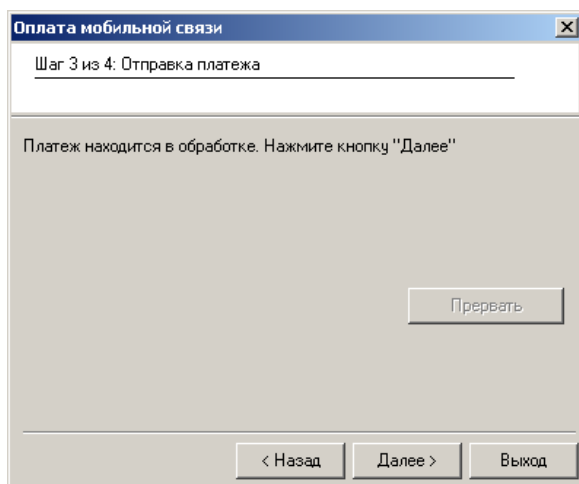 Оплата мобильной связи
Шаг 3 из 4: Отправка платежа
Платеж находится в обработке. Нажмите кнопку "Далее"
Прервать
< Назад Далее > Выход